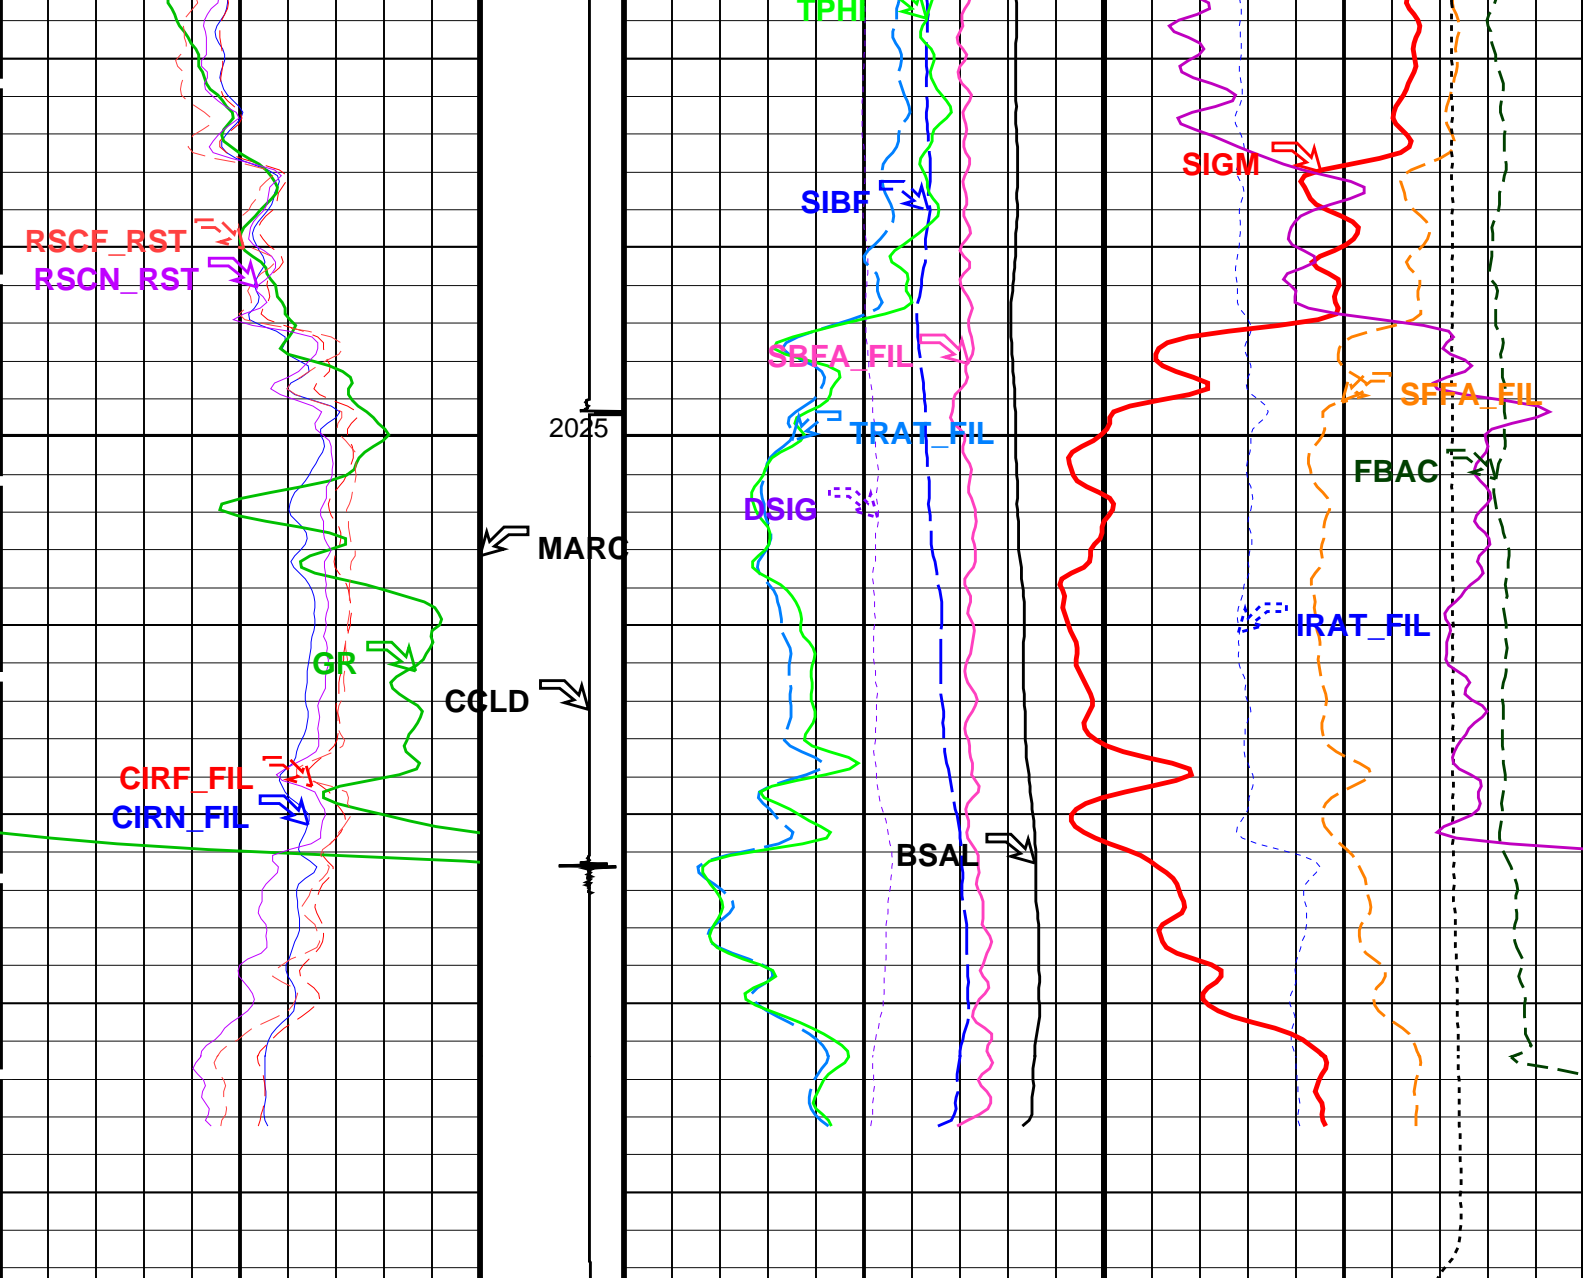 TPHI
SIGM
SIBF
RSCF_RST
RSCN_RST
SBFA_FIL
SFFA_FIL
2025
TRAT_FIL
FBAC
DSIG
MARC
IRAT_FIL
GR
CCLD
CIRF_FIL
CIRN_FIL
BSAL